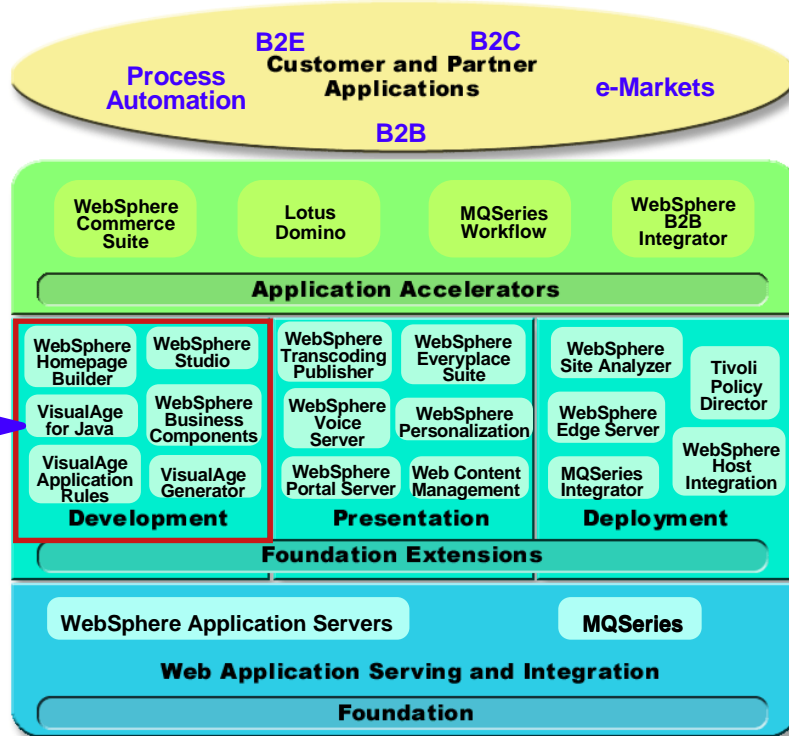 B2E
B2C
Customer and Partner
Applications
Process
Automation
e-Markets
B2B
WebSphere
Commerce
Suite
Lotus
Domino
MQSeries
Workflow
WebSphere
B2B
Integrator
Application Accelerators
WebSphere
Homepage
Builder
WebSphere
Studio
VisualAge
for Java
WebSphere
Business
Components
VisualAge
Application
Rules
VisualAge
Generator
Development
WebSphere
Transcoding
Publisher
WebSphere
Everyplace
Suite
WebSphere
Voice
Server
WebSphere
Personalization
WebSphere
Portal Server
Web Content
Management
Presentation
WebSphere
Site Analyzer
Tivoli
Policy
Director
WebSphere
Edge Server
WebSphere
Host
Integration
MQSeries
Integrator
Deployment
Foundation Extensions
WebSphere Application Servers
MQSeries
Web Application Serving and Integration
Foundation